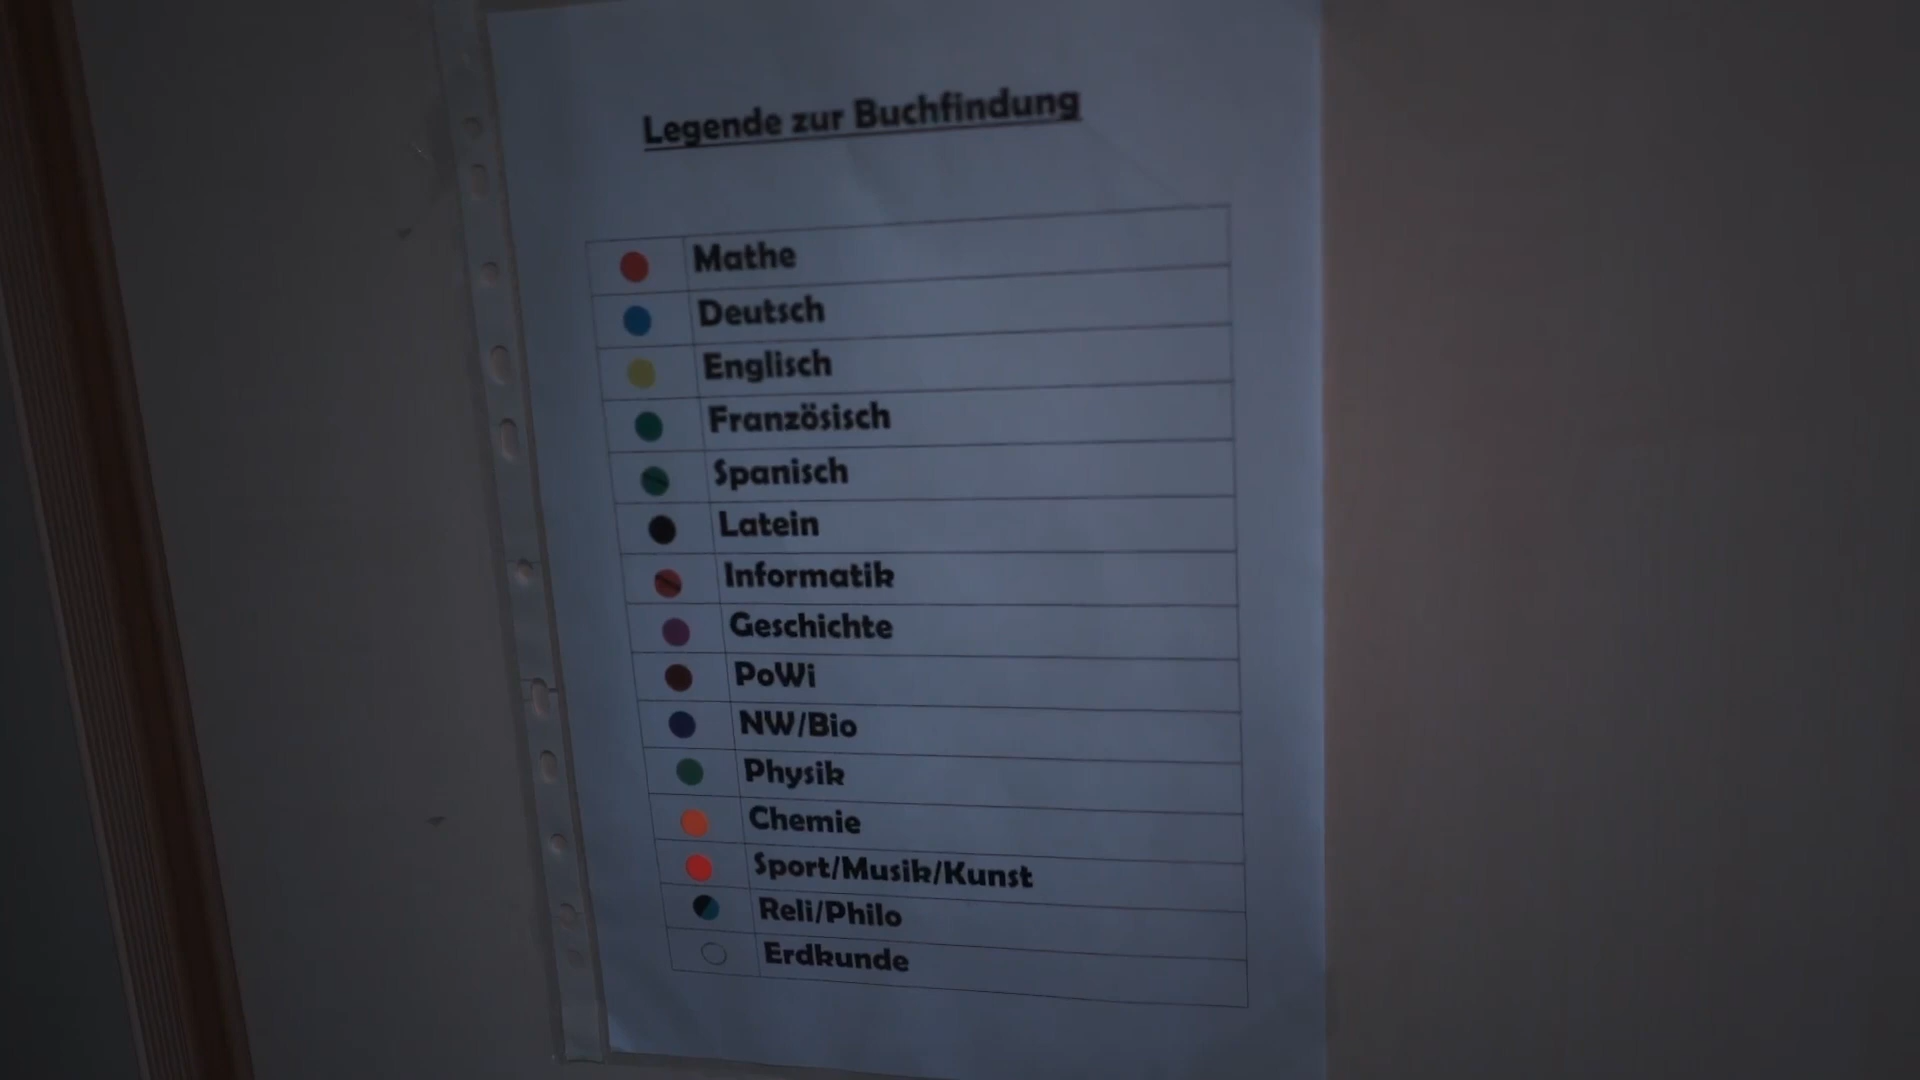 Legende zur Buchfindung
Mathe
Deutsch
Englisch
Französisch
Spanisch
Latein
Informatik
Geschichte
PoWi
NW/Bio
Physik
Chemie
Sport/Musik/Kunst
Reli/Philo
Erdkunde